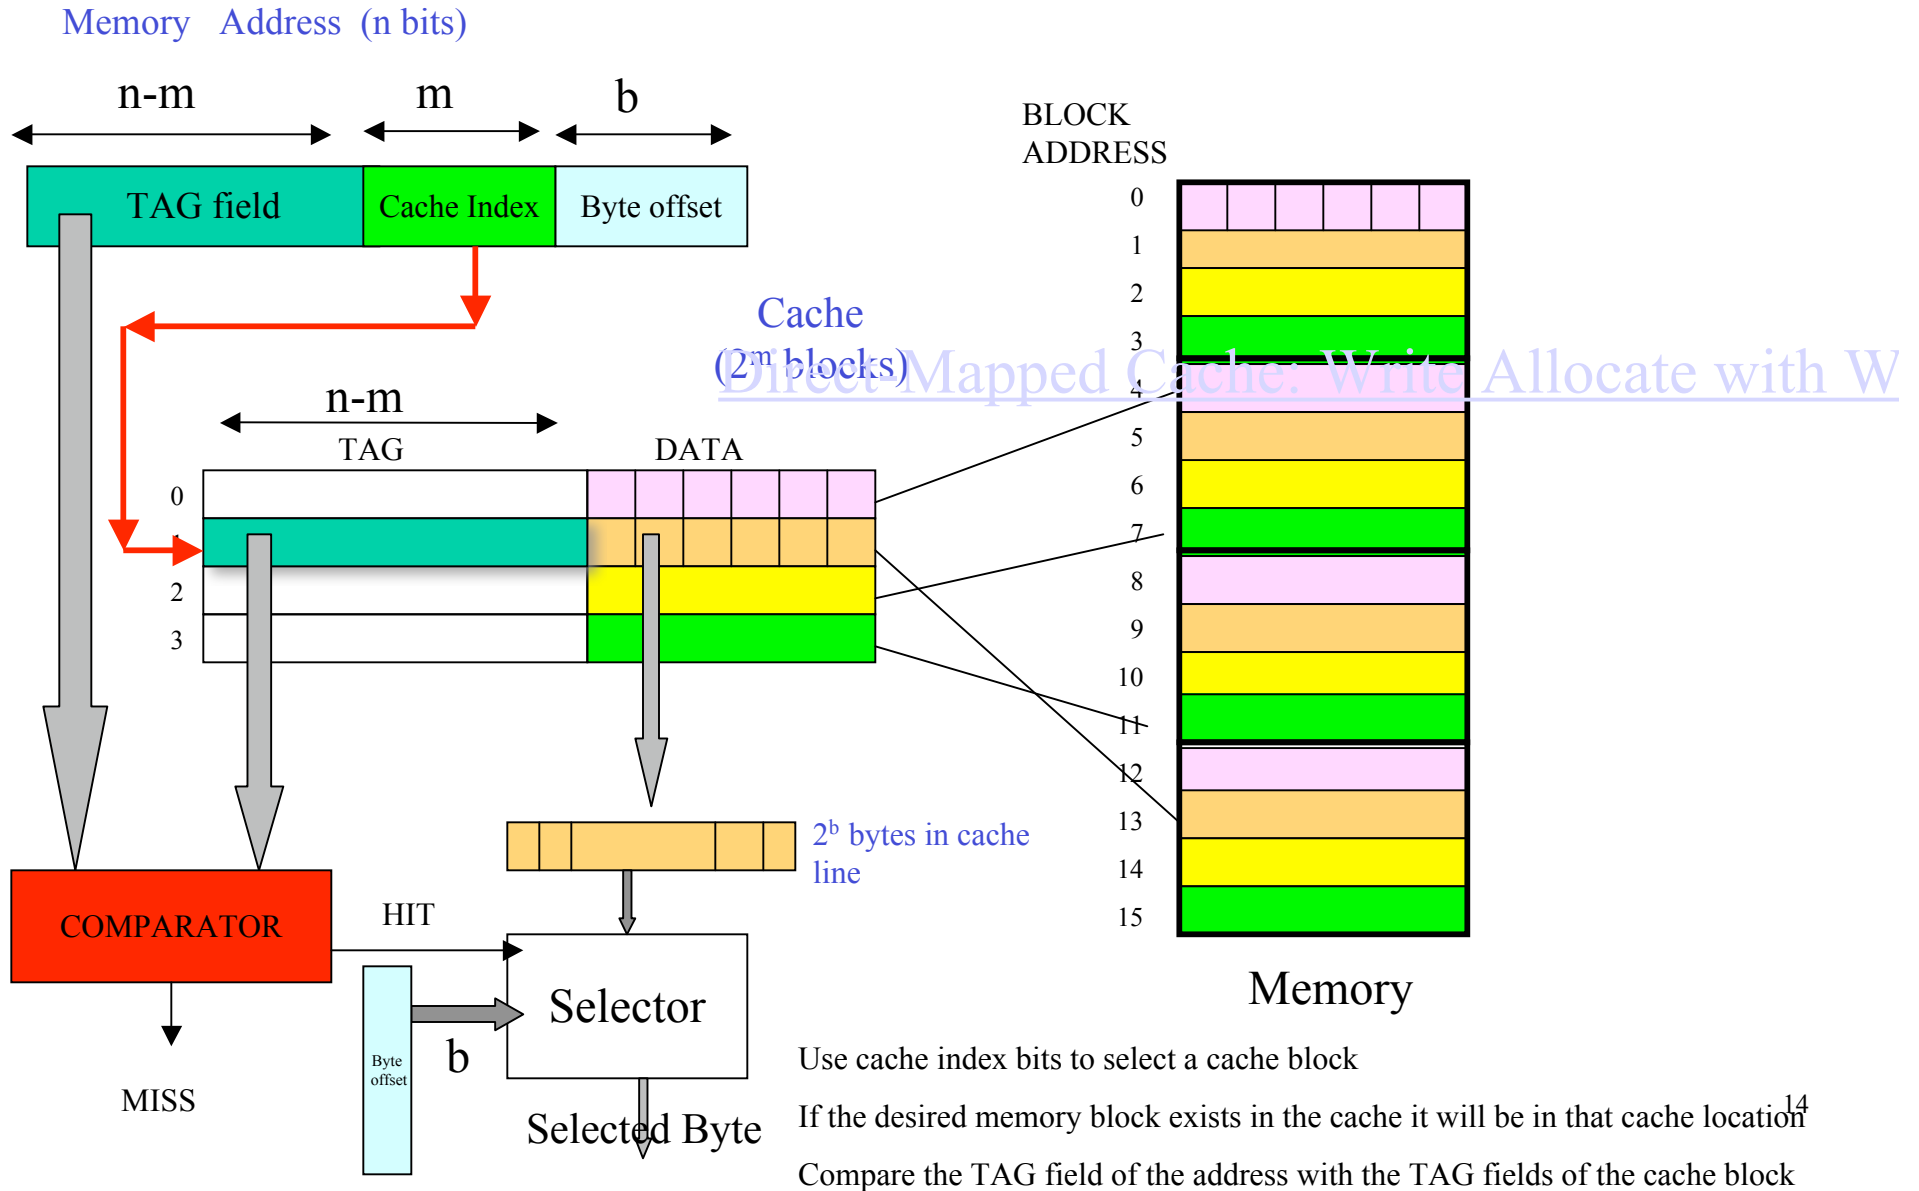 Memory Address (n bits)
n-m
m
b
TAG field
Cache Index
Byte offset
BLOCK
ADDRESS
0
1
2
3
4
5
6
7
8
9
10
11
12
13
14
15
Memory
Cache
(2ᵐ blocks)
Direct-Mapped Cache: Write Allocate with W
n-m
TAG
DATA
0
1
2
3
2ᵇ bytes in cache
line
COMPARATOR
HIT
MISS
Byte
offset
b
Selector
Selected Byte
Use cache index bits to select a cache block
If the desired memory block exists in the cache it will be in that cache location
14
Compare the TAG field of the address with the TAG fields of the cache block